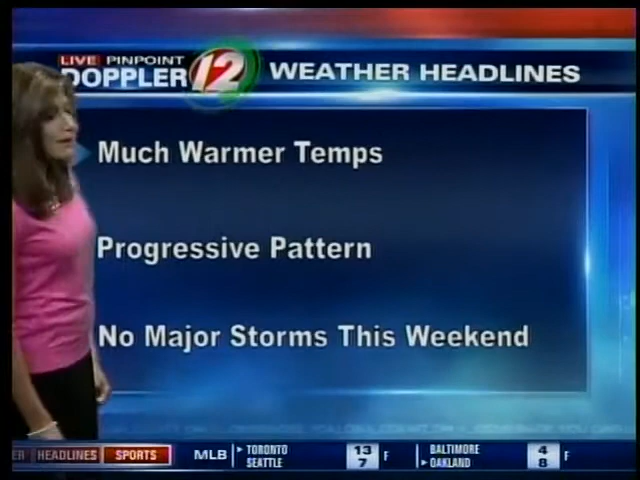 LIVE PINPOINT
DOPPLER 12 WEATHER HEADLINES
Much Warmer Temps
Progressive Pattern
No Major Storms This Weekend
ER HEADLINES SPORTS MLB TORONTO 13 F BALTIMORE 4 F
SEATTLE 7 OAKLAND 8